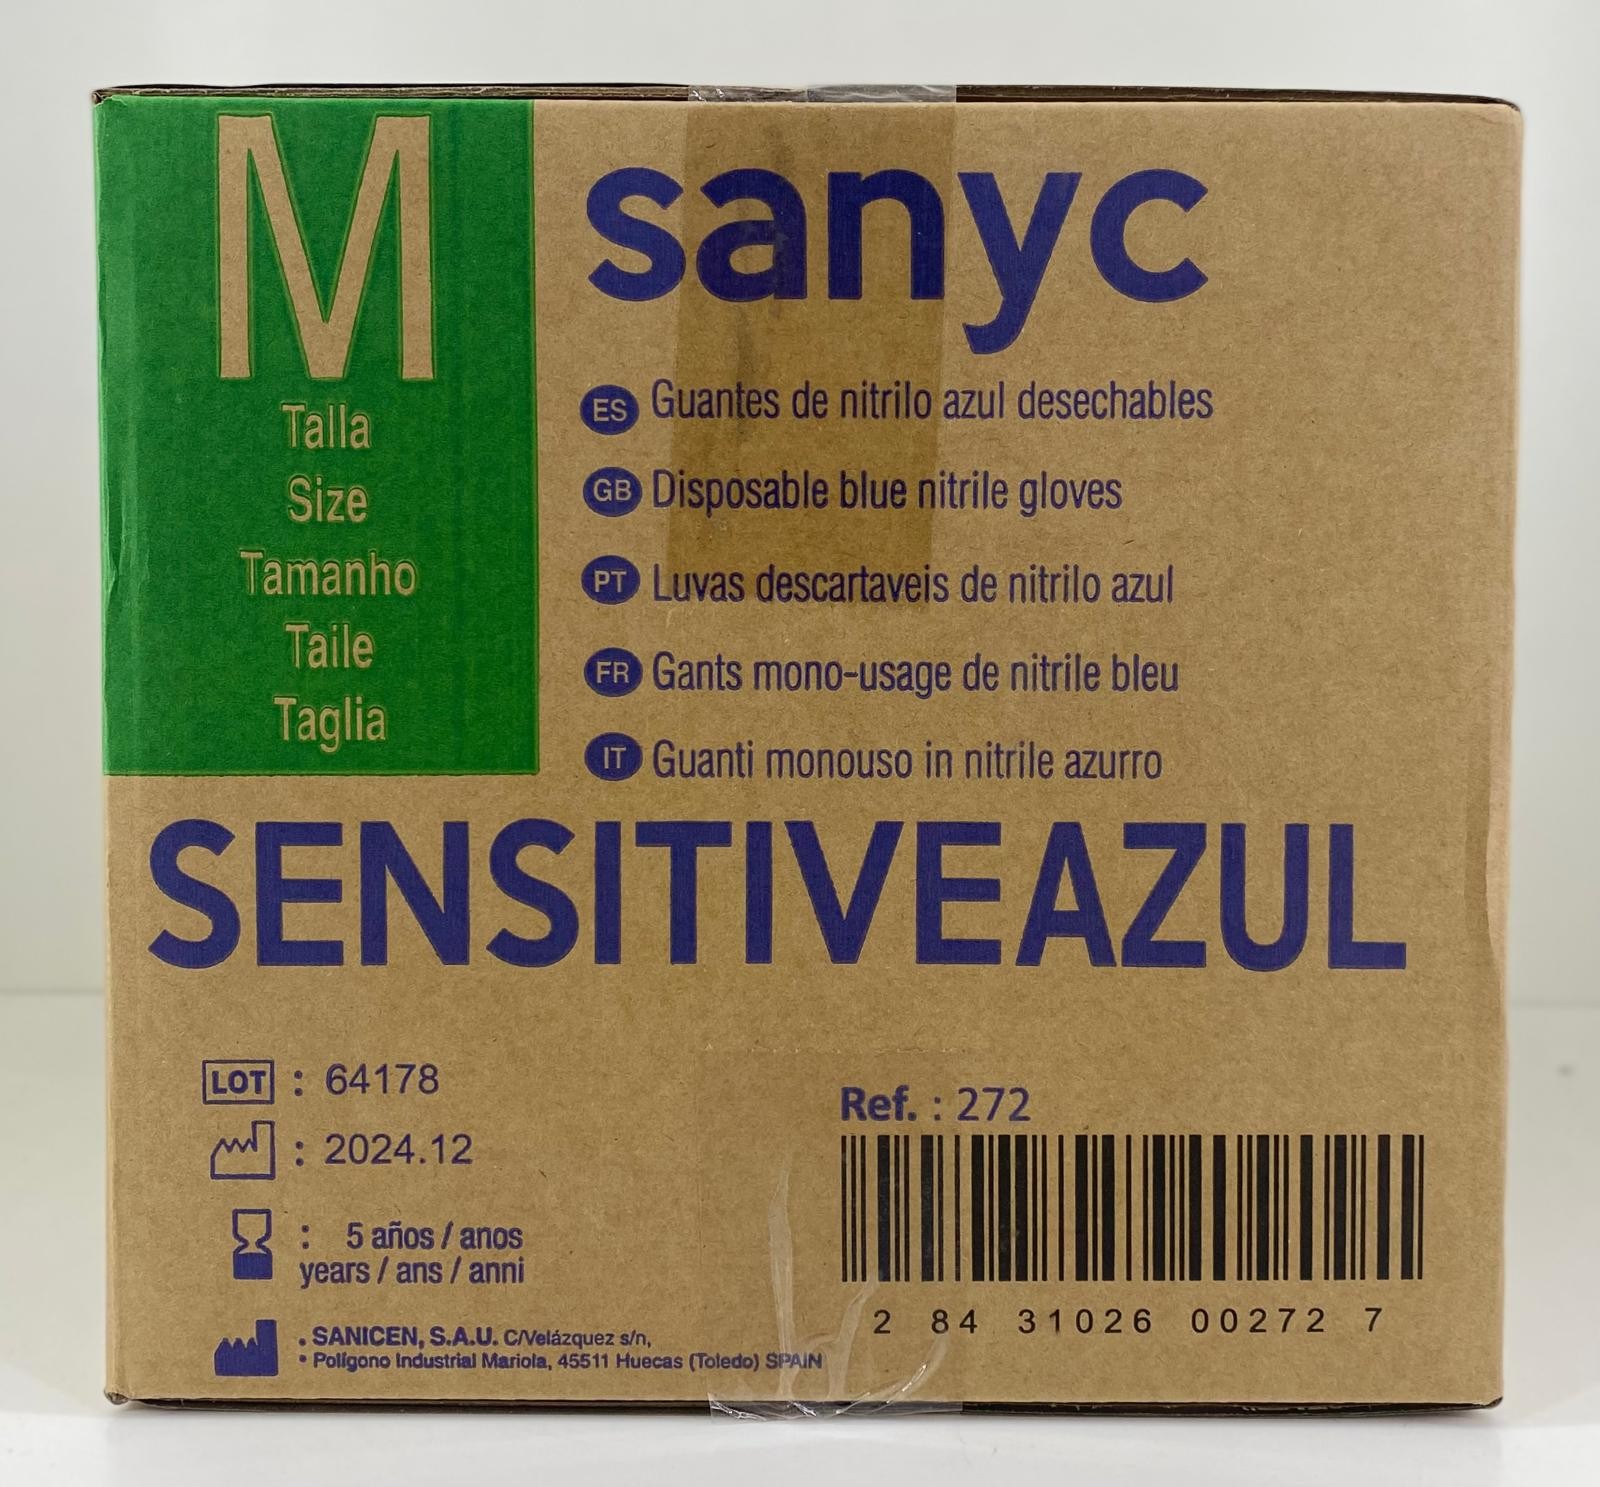 M
Talla
Size
Tamanho
Taile
Taglia
sanyc
ES Guantes de nitrilo azul desechables
GB Disposable blue nitrile gloves
PT Luvas descartaveis de nitrilo azul
FR Gants mono-usage de nitrile bleu
IT Guanti monouso in nitrile azurro
SENSITIVEAZUL
LOT : 64178
: 2024.12
: 5 años / anos
years / ans / anni
: SANICEN, S.A.U. C/Velázquez s/n,
Polígono Industrial Mariola, 45511 Huecas (Toledo) SPAIN
Ref. : 272
2 84 31026 00272 7